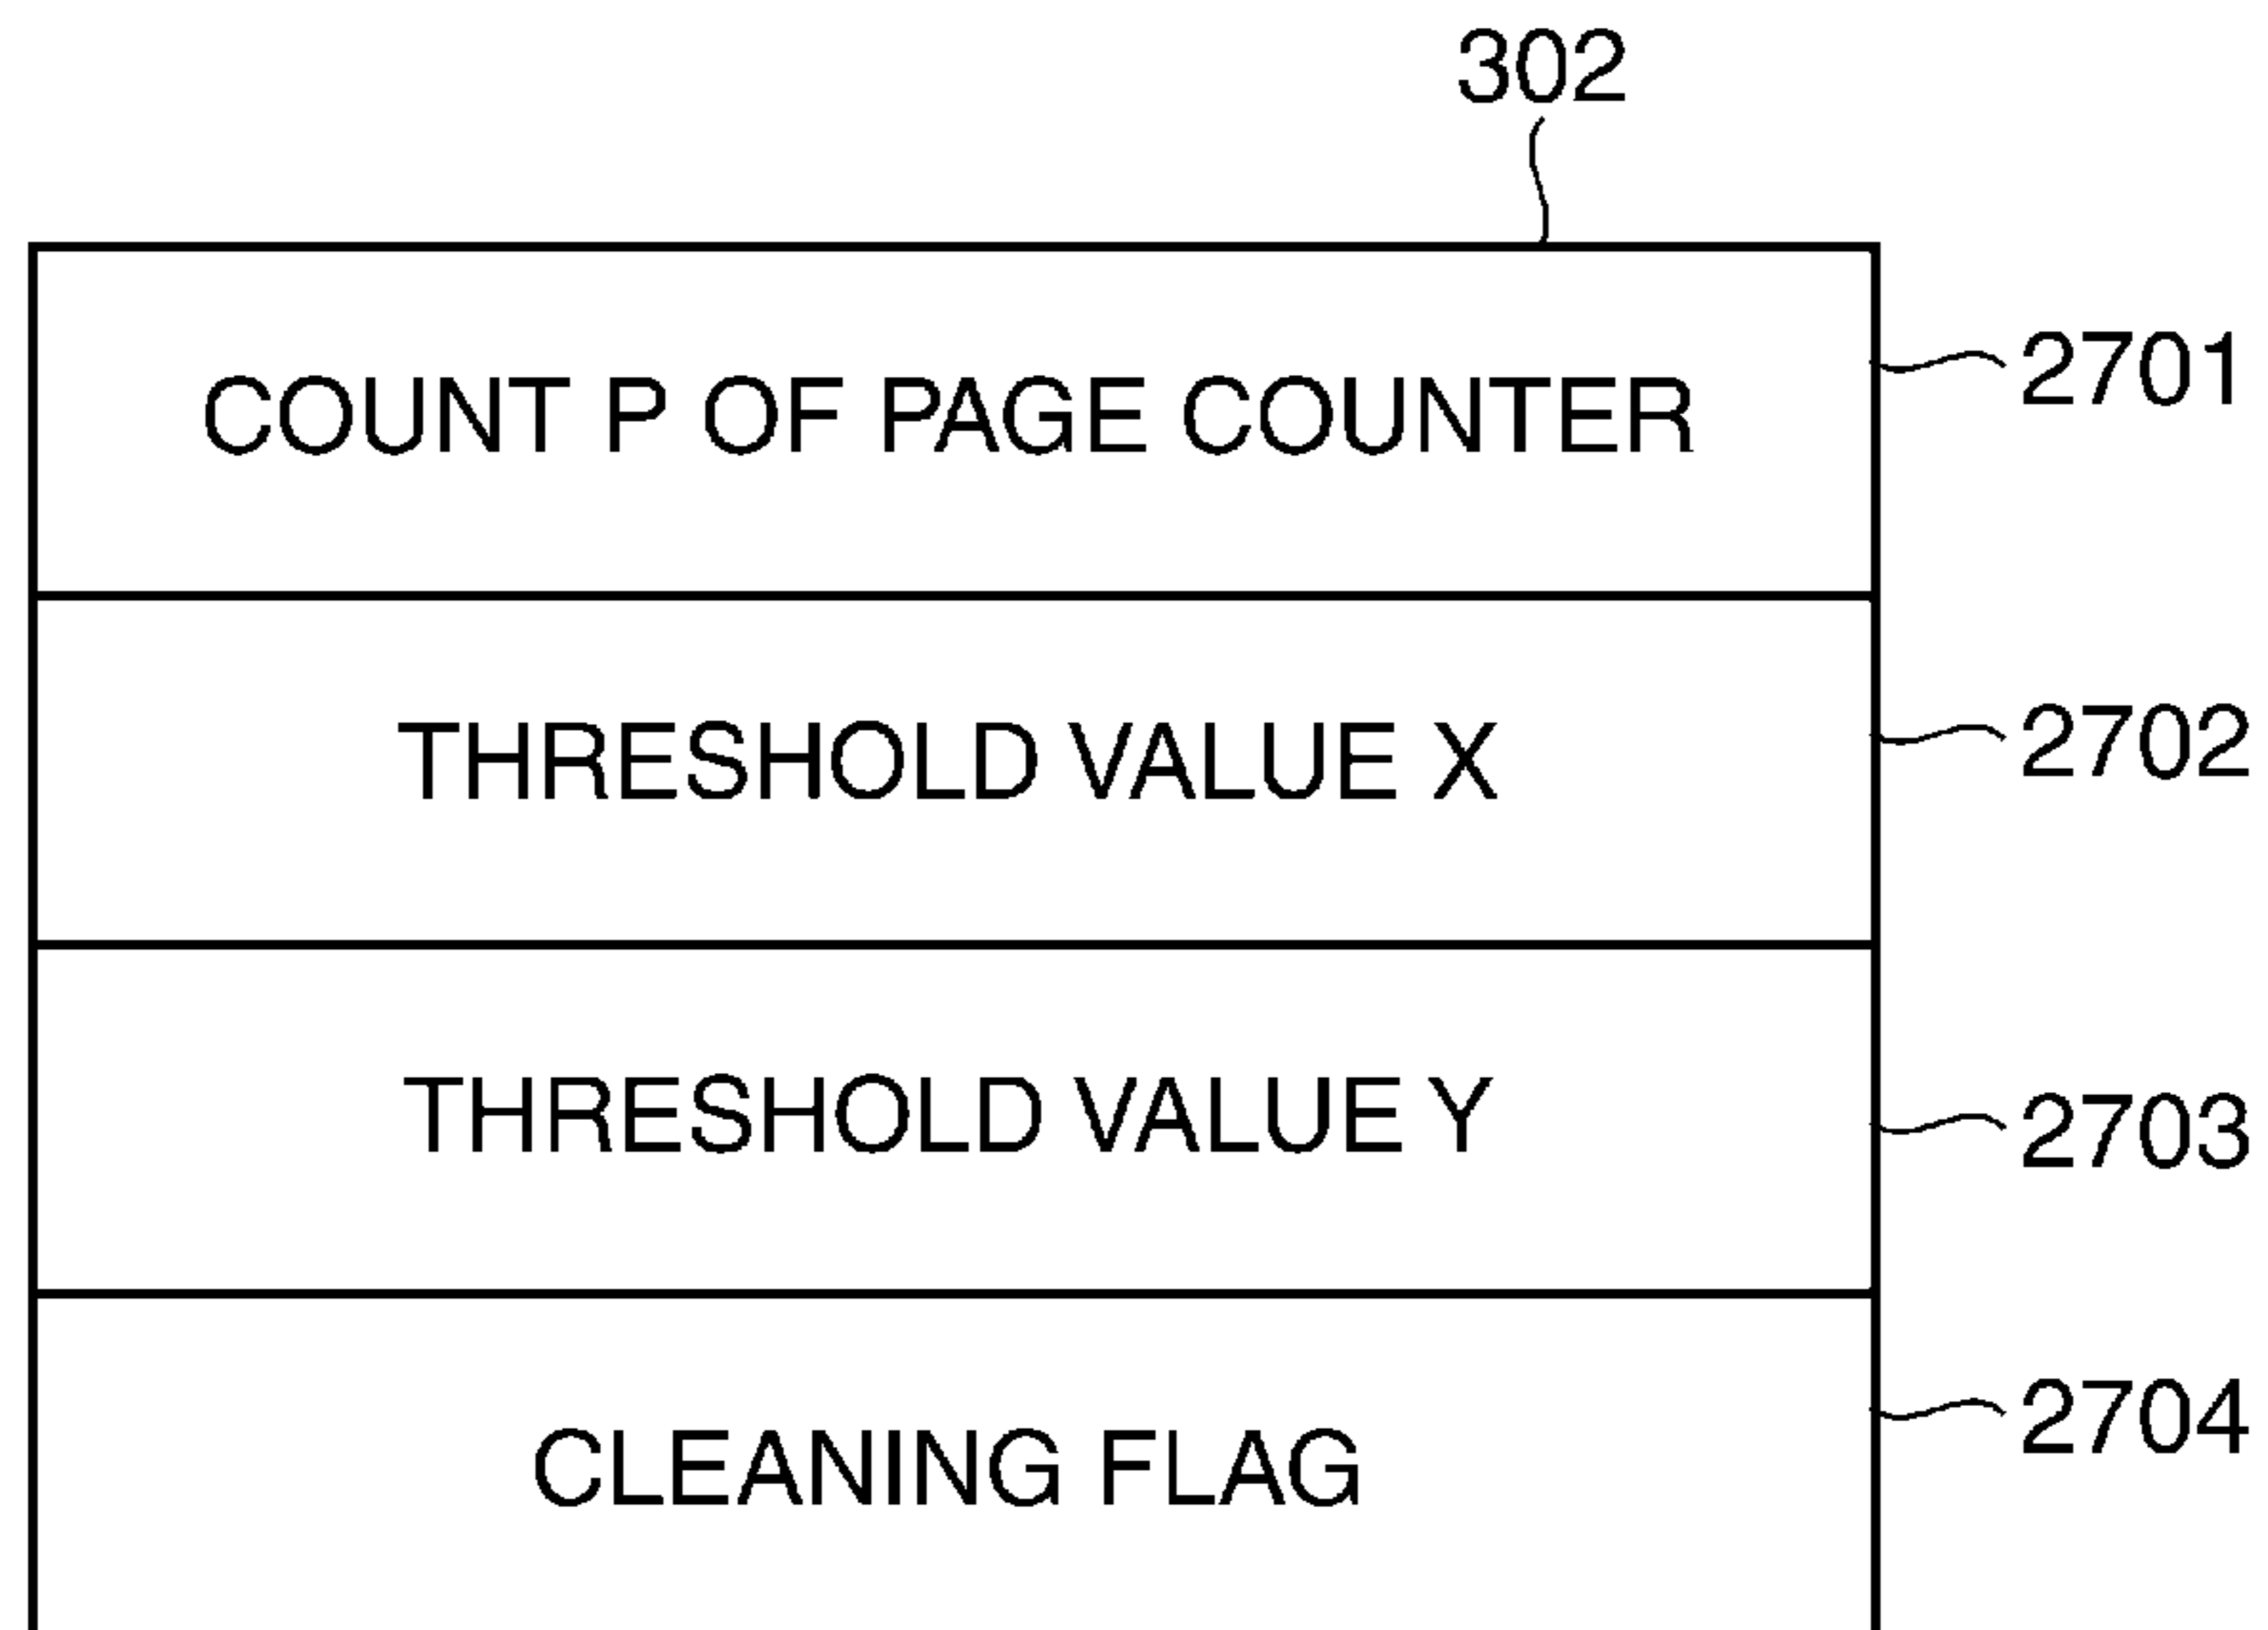 302
COUNT P OF PAGE COUNTER
2701
THRESHOLD VALUE X
2702
THRESHOLD VALUE Y
2703
CLEANING FLAG
2704